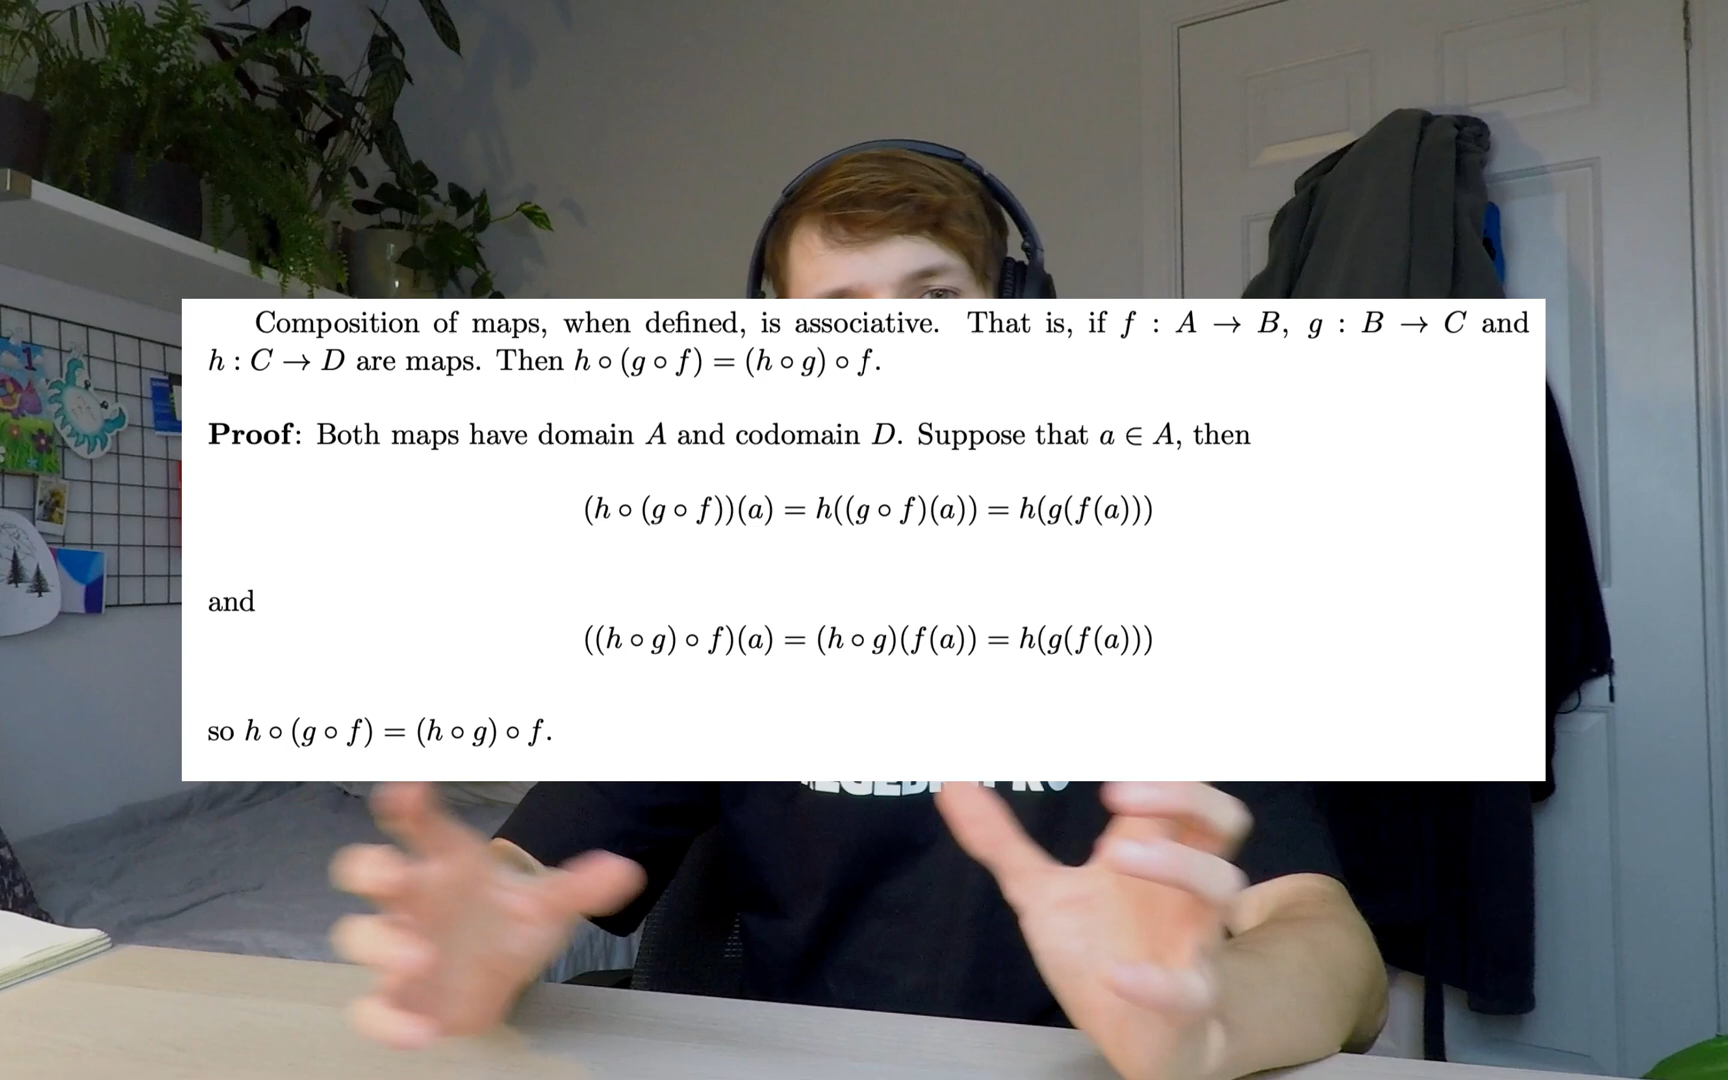 Composition of maps, when defined, is associative. That is, if f : A → B, g : B → C and
h : C → D are maps. Then h ∘ (g ∘ f) = (h ∘ g) ∘ f.
Proof: Both maps have domain A and codomain D. Suppose that a ∈ A, then
(h ∘ (g ∘ f))(a) = h((g ∘ f)(a)) = h(g(f(a)))
and
((h ∘ g) ∘ f)(a) = (h ∘ g)(f(a)) = h(g(f(a)))
so h ∘ (g ∘ f) = (h ∘ g) ∘ f.